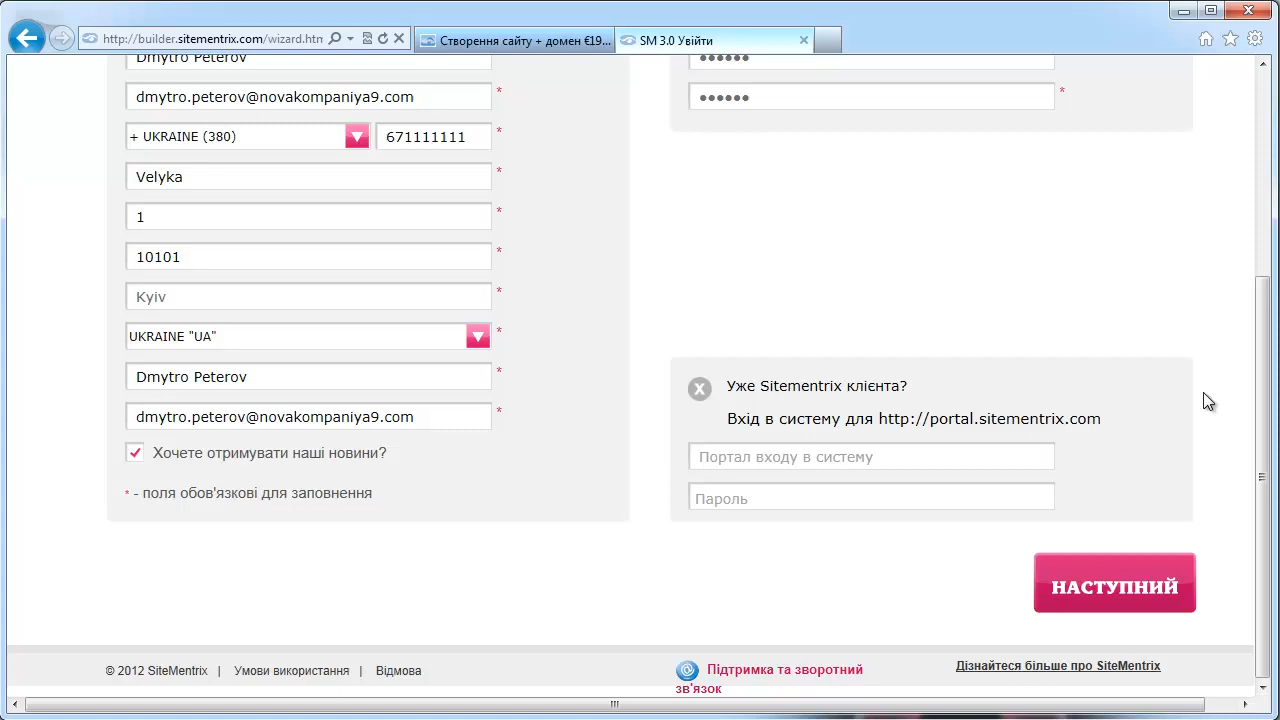 http://builder.sitementrix.com/wizard.htm
Створення сайту + домен €19...
SM 3.0 Увійти
Dmytro Peterov
••••••
dmytro.peterov@novakompaniya9.com *
•••••• *
+ UKRAINE (380)
671111111 *
Velyka *
1 *
10101 *
Kyiv *
UKRAINE "UA" *
Dmytro Peterov *
dmytro.peterov@novakompaniya9.com *
Хочете отримувати наші новини?
* - поля обов'язкові для заповнення
Уже Sitementrix клієнта?
Вхід в систему для http://portal.sitementrix.com
Портал входу в систему
Пароль
НАСТУПНИЙ
© 2012 SiteMentrix | Умови використання | Відмова
Підтримка та зворотний
зв'язок
Дізнайтеся більше про SiteMentrix